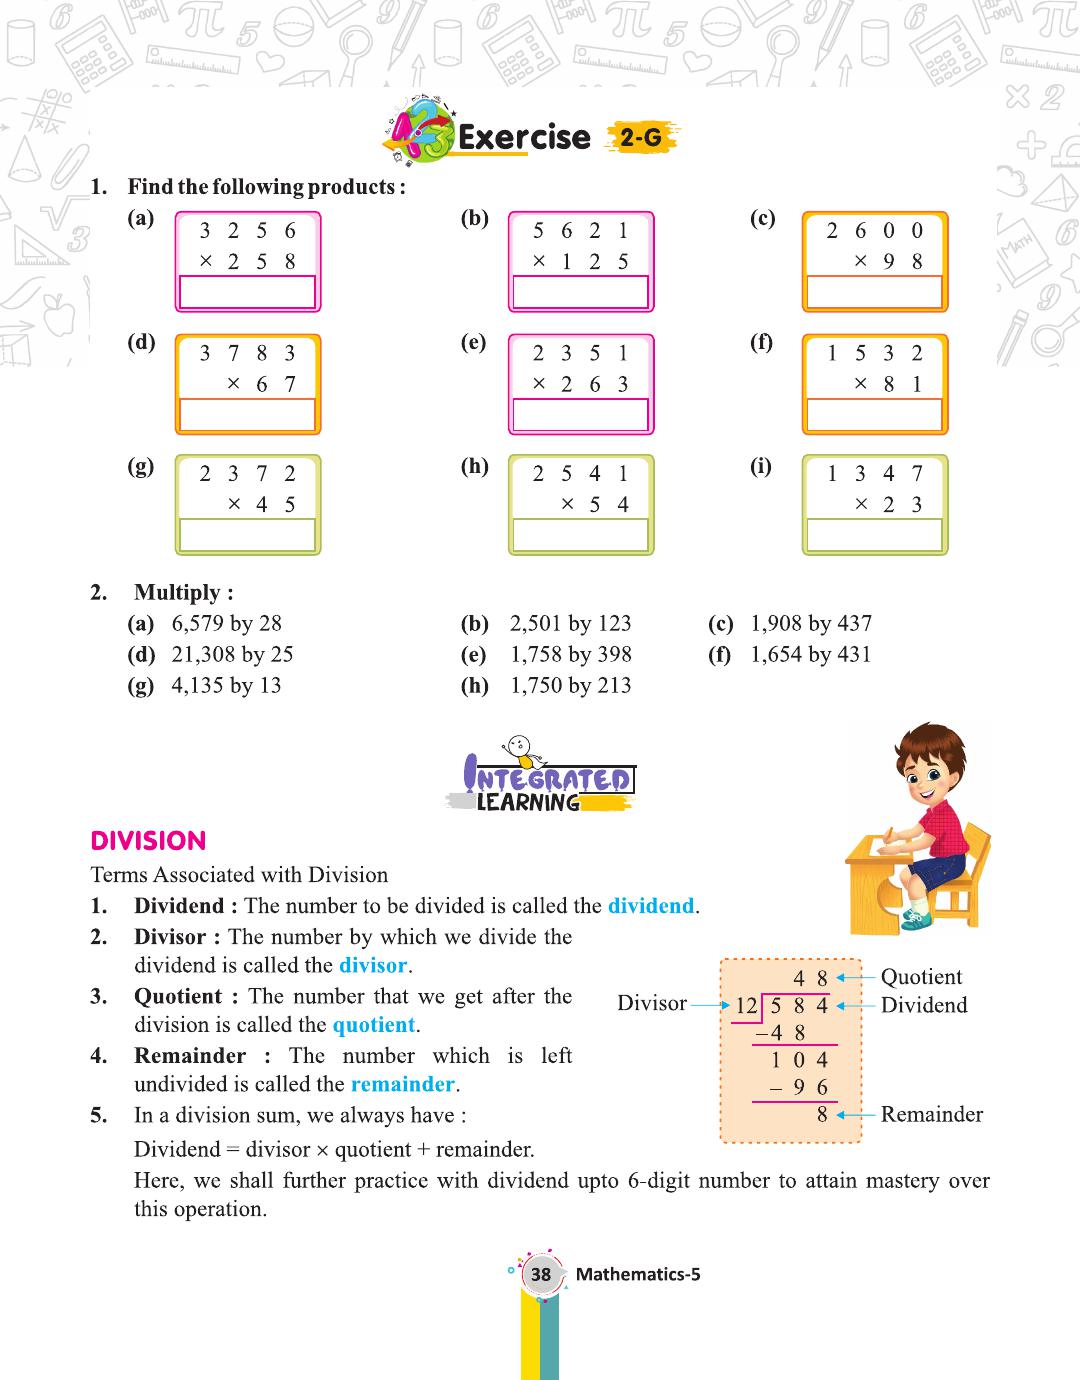 Exercise 2-G
1. Find the following products :
(a) 3 2 5 6 × 2 5 8
(b) 5 6 2 1 × 1 2 5
(c) 2 6 0 0 × 9 8
(d) 3 7 8 3 × 6 7
(e) 2 3 5 1 × 2 6 3
(f) 1 5 3 2 × 8 1
(g) 2 3 7 2 × 4 5
(h) 2 5 4 1 × 5 4
(i) 1 3 4 7 × 2 3
2. Multiply :
(a) 6,579 by 28 (b) 2,501 by 123 (c) 1,908 by 437
(d) 21,308 by 25 (e) 1,758 by 398 (f) 1,654 by 431
(g) 4,135 by 13 (h) 1,750 by 213
INTEGRATED
LEARNING
DIVISION
Terms Associated with Division
1. Dividend : The number to be divided is called the dividend.
2. Divisor : The number by which we divide the
dividend is called the divisor.
3. Quotient : The number that we get after the
division is called the quotient.
4. Remainder : The number which is left
undivided is called the remainder.
5. In a division sum, we always have :
Dividend = divisor × quotient + remainder.
4 8 Quotient
Divisor 12 5 8 4 Dividend
–4 8
1 0 4
– 9 6
8 Remainder
Here, we shall further practice with dividend upto 6-digit number to attain mastery over
this operation.
38 Mathematics-5